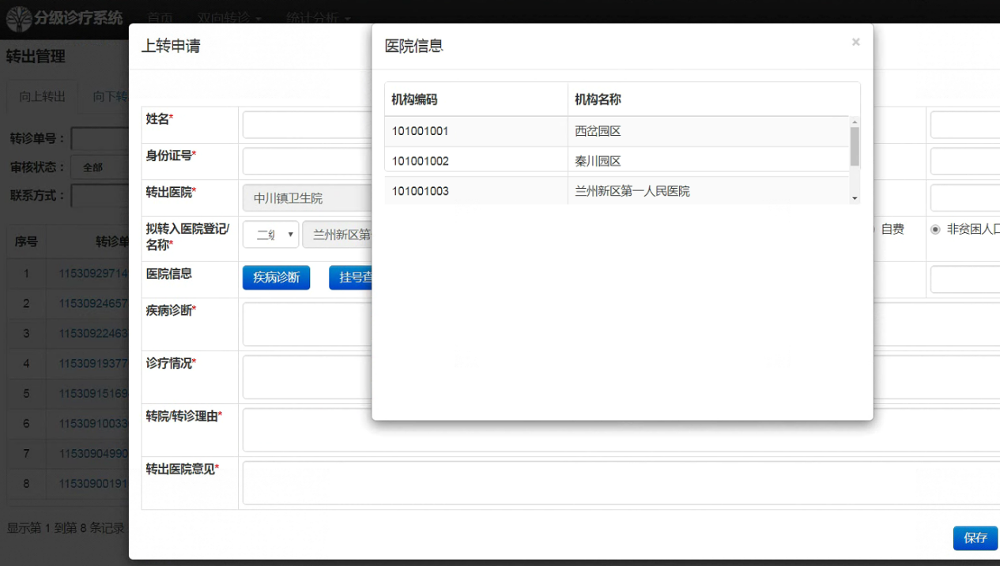 分级诊疗系统 首页 双向转诊 统计分析
转出管理
向上转出 向下转
转诊单号：
审核状态： 全部
联系方式：
序号 转诊单
1 11530929714
2 11530924657
3 11530922463
4 11530919377
5 11530915169
6 1153091003
7 11530904990
8 11530900191
显示第 1 到第 8 条记录
上转申请
姓名*
身份证号*
转出医院* 中川镇卫生院
拟转入医院登记/
名称* 二级 兰州新区第 自费 非贫困人口
医院信息 疾病诊断 挂号查
疾病诊断*
诊疗情况*
转院/转诊理由*
转出医院意见*
保存
医院信息 ×
机构编码 机构名称
101001001 西岔园区
101001002 秦川园区
101001003 兰州新区第一人民医院